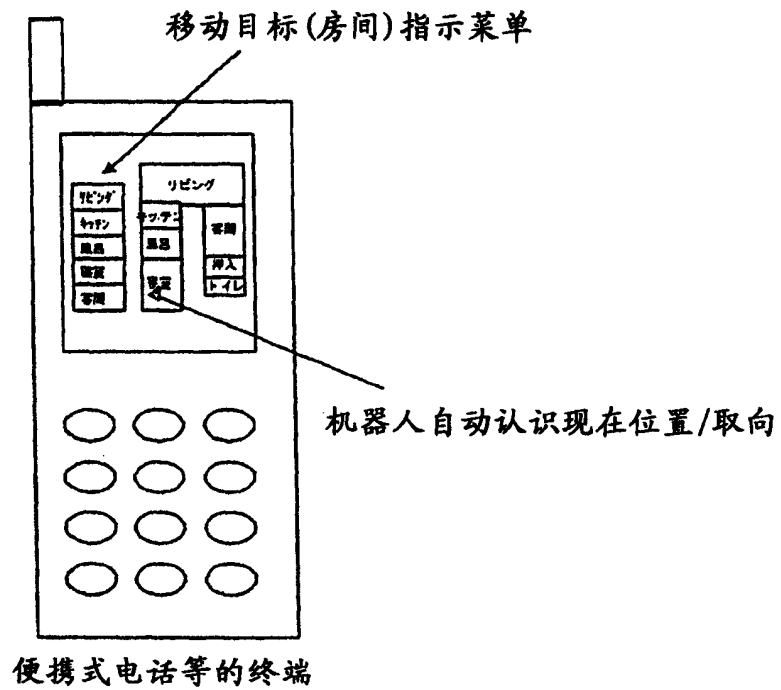 移动目标(房间)指示菜单
リビング
キッチン
風呂
寝室
客間
リビング
キッチン
風呂
寝室
客間
押入
トイレ
机器人自动认识现在位置/取向
便携式电话等的终端